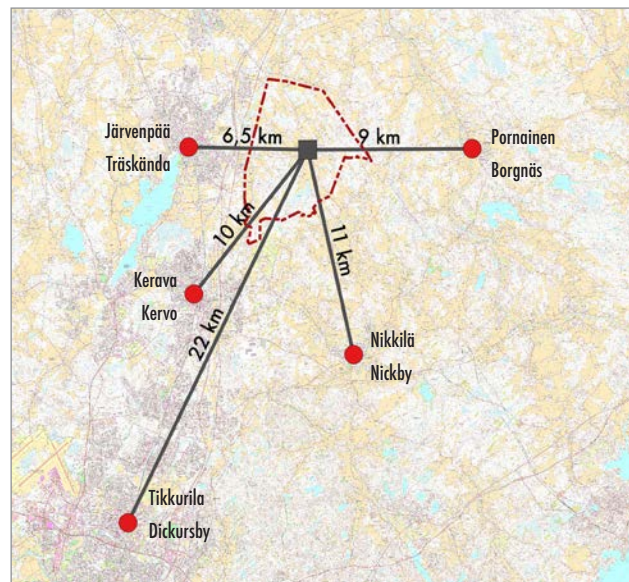 Järvenpää
Träskända
6,5 km
9 km
Pornainen
Borgnäs
10 km
11 km
Kerava
Kervo
22 km
Nikkilä
Nickby
Tikkurila
Dickursby